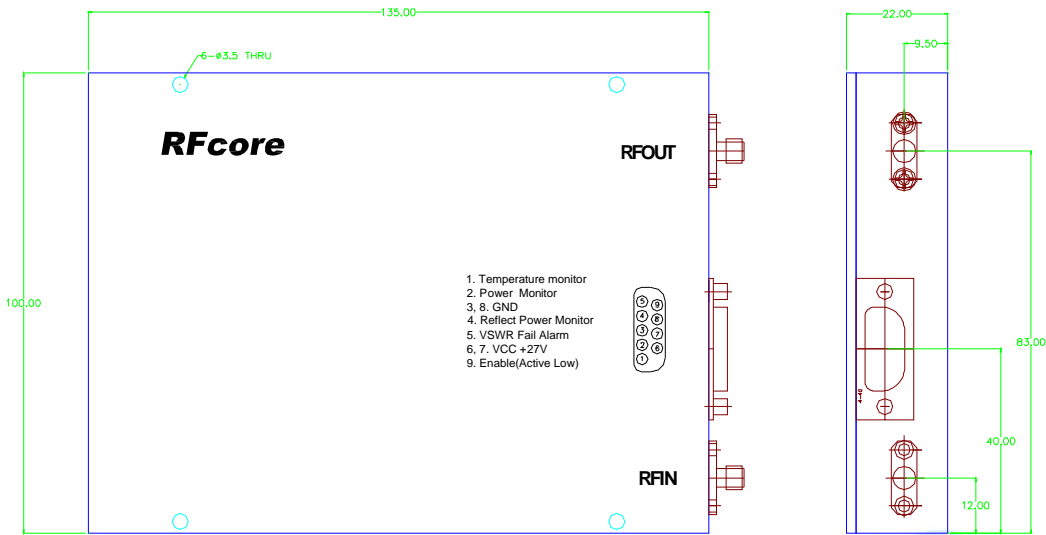 135.00
22.00
9.50
6-ø3.5 THRU
RFcore
RFOUT
1. Temperature monitor
2. Power Monitor
3, 8. GND
4. Reflect Power Monitor
5. VSWR Fail Alarm
6, 7. VCC +27V
9. Enable(Active Low)
5
9
4
8
3
7
2
6
1
100.00
83.00
4-40
40.00
RFIN
12.00